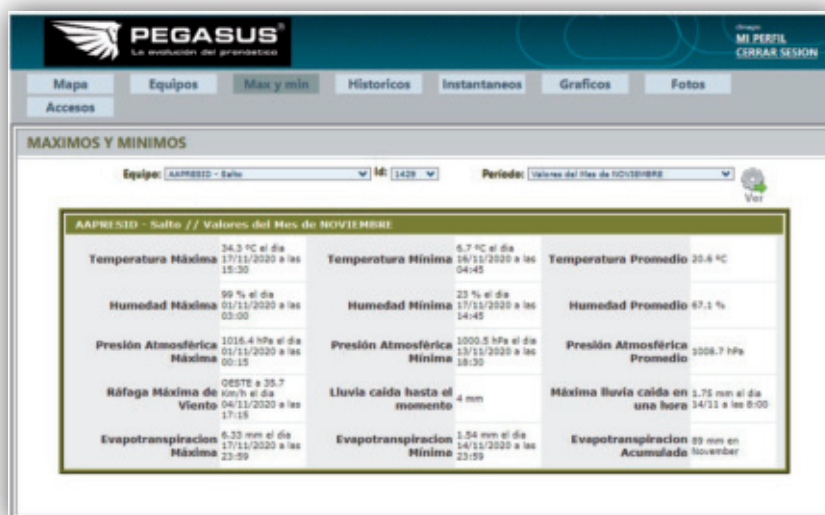 PEGASUS®
La evolución del pronóstico
MI PERFIL
CERRAR SESION
Mapa Equipos Max y min Historicos Instantaneos Graficos Fotos
Accesos
MAXIMOS Y MINIMOS
Equipo: AAPRESID - Salto Id: 1429 Período: Valores del Mes de NOVIEMBRE
Ver
AAPRESID - Salto // Valores del Mes de NOVIEMBRE
Temperatura Máxima 34.3 ºC el dia 17/11/2020 a las 15:30
Temperatura Mínima 6.7 ºC el dia 16/11/2020 a las 04:45
Temperatura Promedio 20.6 ºC
Humedad Máxima 99 % el dia 01/11/2020 a las 03:00
Humedad Mínima 23 % el dia 17/11/2020 a las 14:45
Humedad Promedio 67.1 %
Presión Atmosférica Máxima 1016.4 hPa el dia 01/11/2020 a las 00:15
Presión Atmosférica Mínima 1000.5 hPa el dia 13/11/2020 a las 18:30
Presión Atmosférica Promedio 1008.7 hPa
Ráfaga Máxima de Viento OESTE a 35.7 Km/h el dia 04/11/2020 a las 17:15
Lluvia caida hasta el momento 4 mm
Máxima lluvia caida en una hora 1.75 mm el dia 14/11 a las 8:00
Evapotranspiracion Máxima 6.33 mm el dia 17/11/2020 a las 23:59
Evapotranspiracion Mínima 1.54 mm el dia 14/11/2020 a las 23:59
Evapotranspiracion Acumulada 89 mm en November